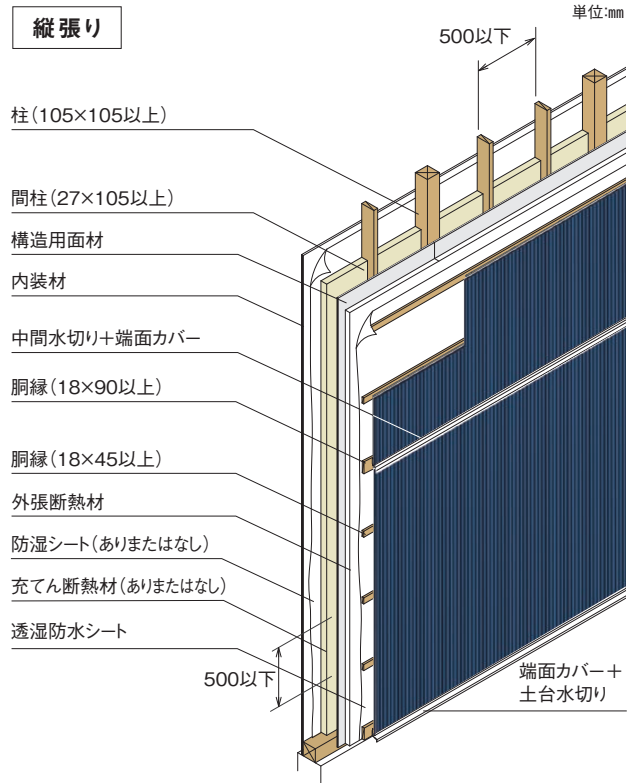 縦張り
単位:㎜
500以下
柱(105×105以上)
間柱(27×105以上)
構造用面材
内装材
中間水切り+端面カバー
胴縁(18×90以上)
胴縁(18×45以上)
外張断熱材
防湿シート(ありまたはなし)
充てん断熱材(ありまたはなし)
透湿防水シート
500以下
端面カバー+
土台水切り